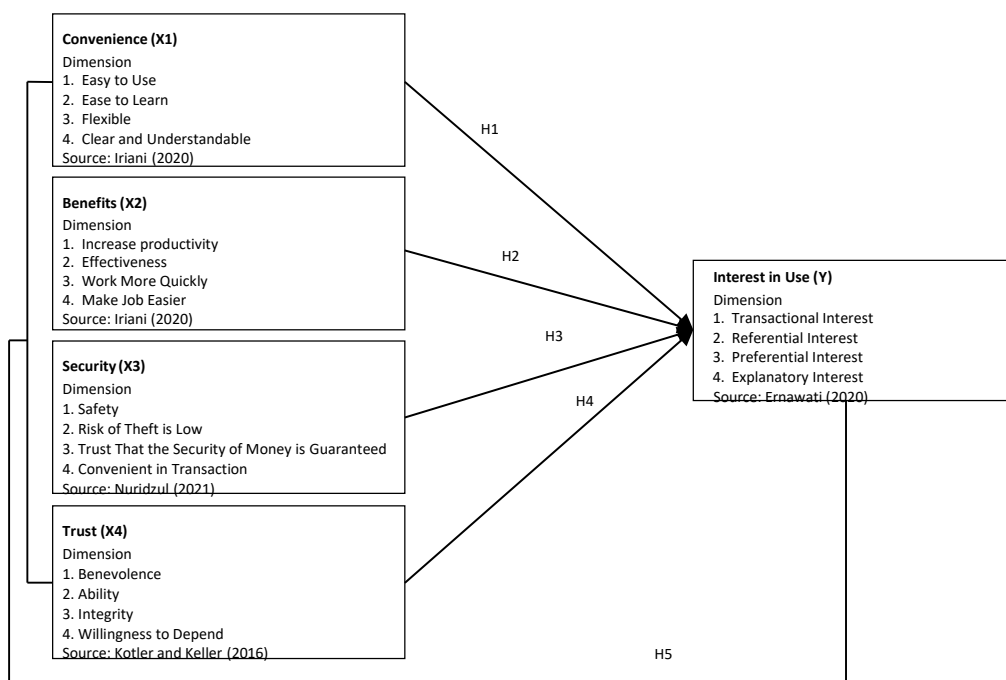 Convenience (X1)
Dimension
1. Easy to Use
2. Ease to Learn
3. Flexible
4. Clear and Understandable
Source: Iriani (2020)
Benefits (X2)
Dimension
1. Increase productivity
2. Effectiveness
3. Work More Quickly
4. Make Job Easier
Source: Iriani (2020)
Security (X3)
Dimension
1. Safety
2. Risk of Theft is Low
3. Trust That the Security of Money is Guaranteed
4. Convenient in Transaction
Source: Nuridzul (2021)
Trust (X4)
Dimension
1. Benevolence
2. Ability
3. Integrity
4. Willingness to Depend
Source: Kotler and Keller (2016)
H1
H2
H3
H4
Interest in Use (Y)
Dimension
1. Transactional Interest
2. Referential Interest
3. Preferential Interest
4. Explanatory Interest
Source: Ernawati (2020)
H5